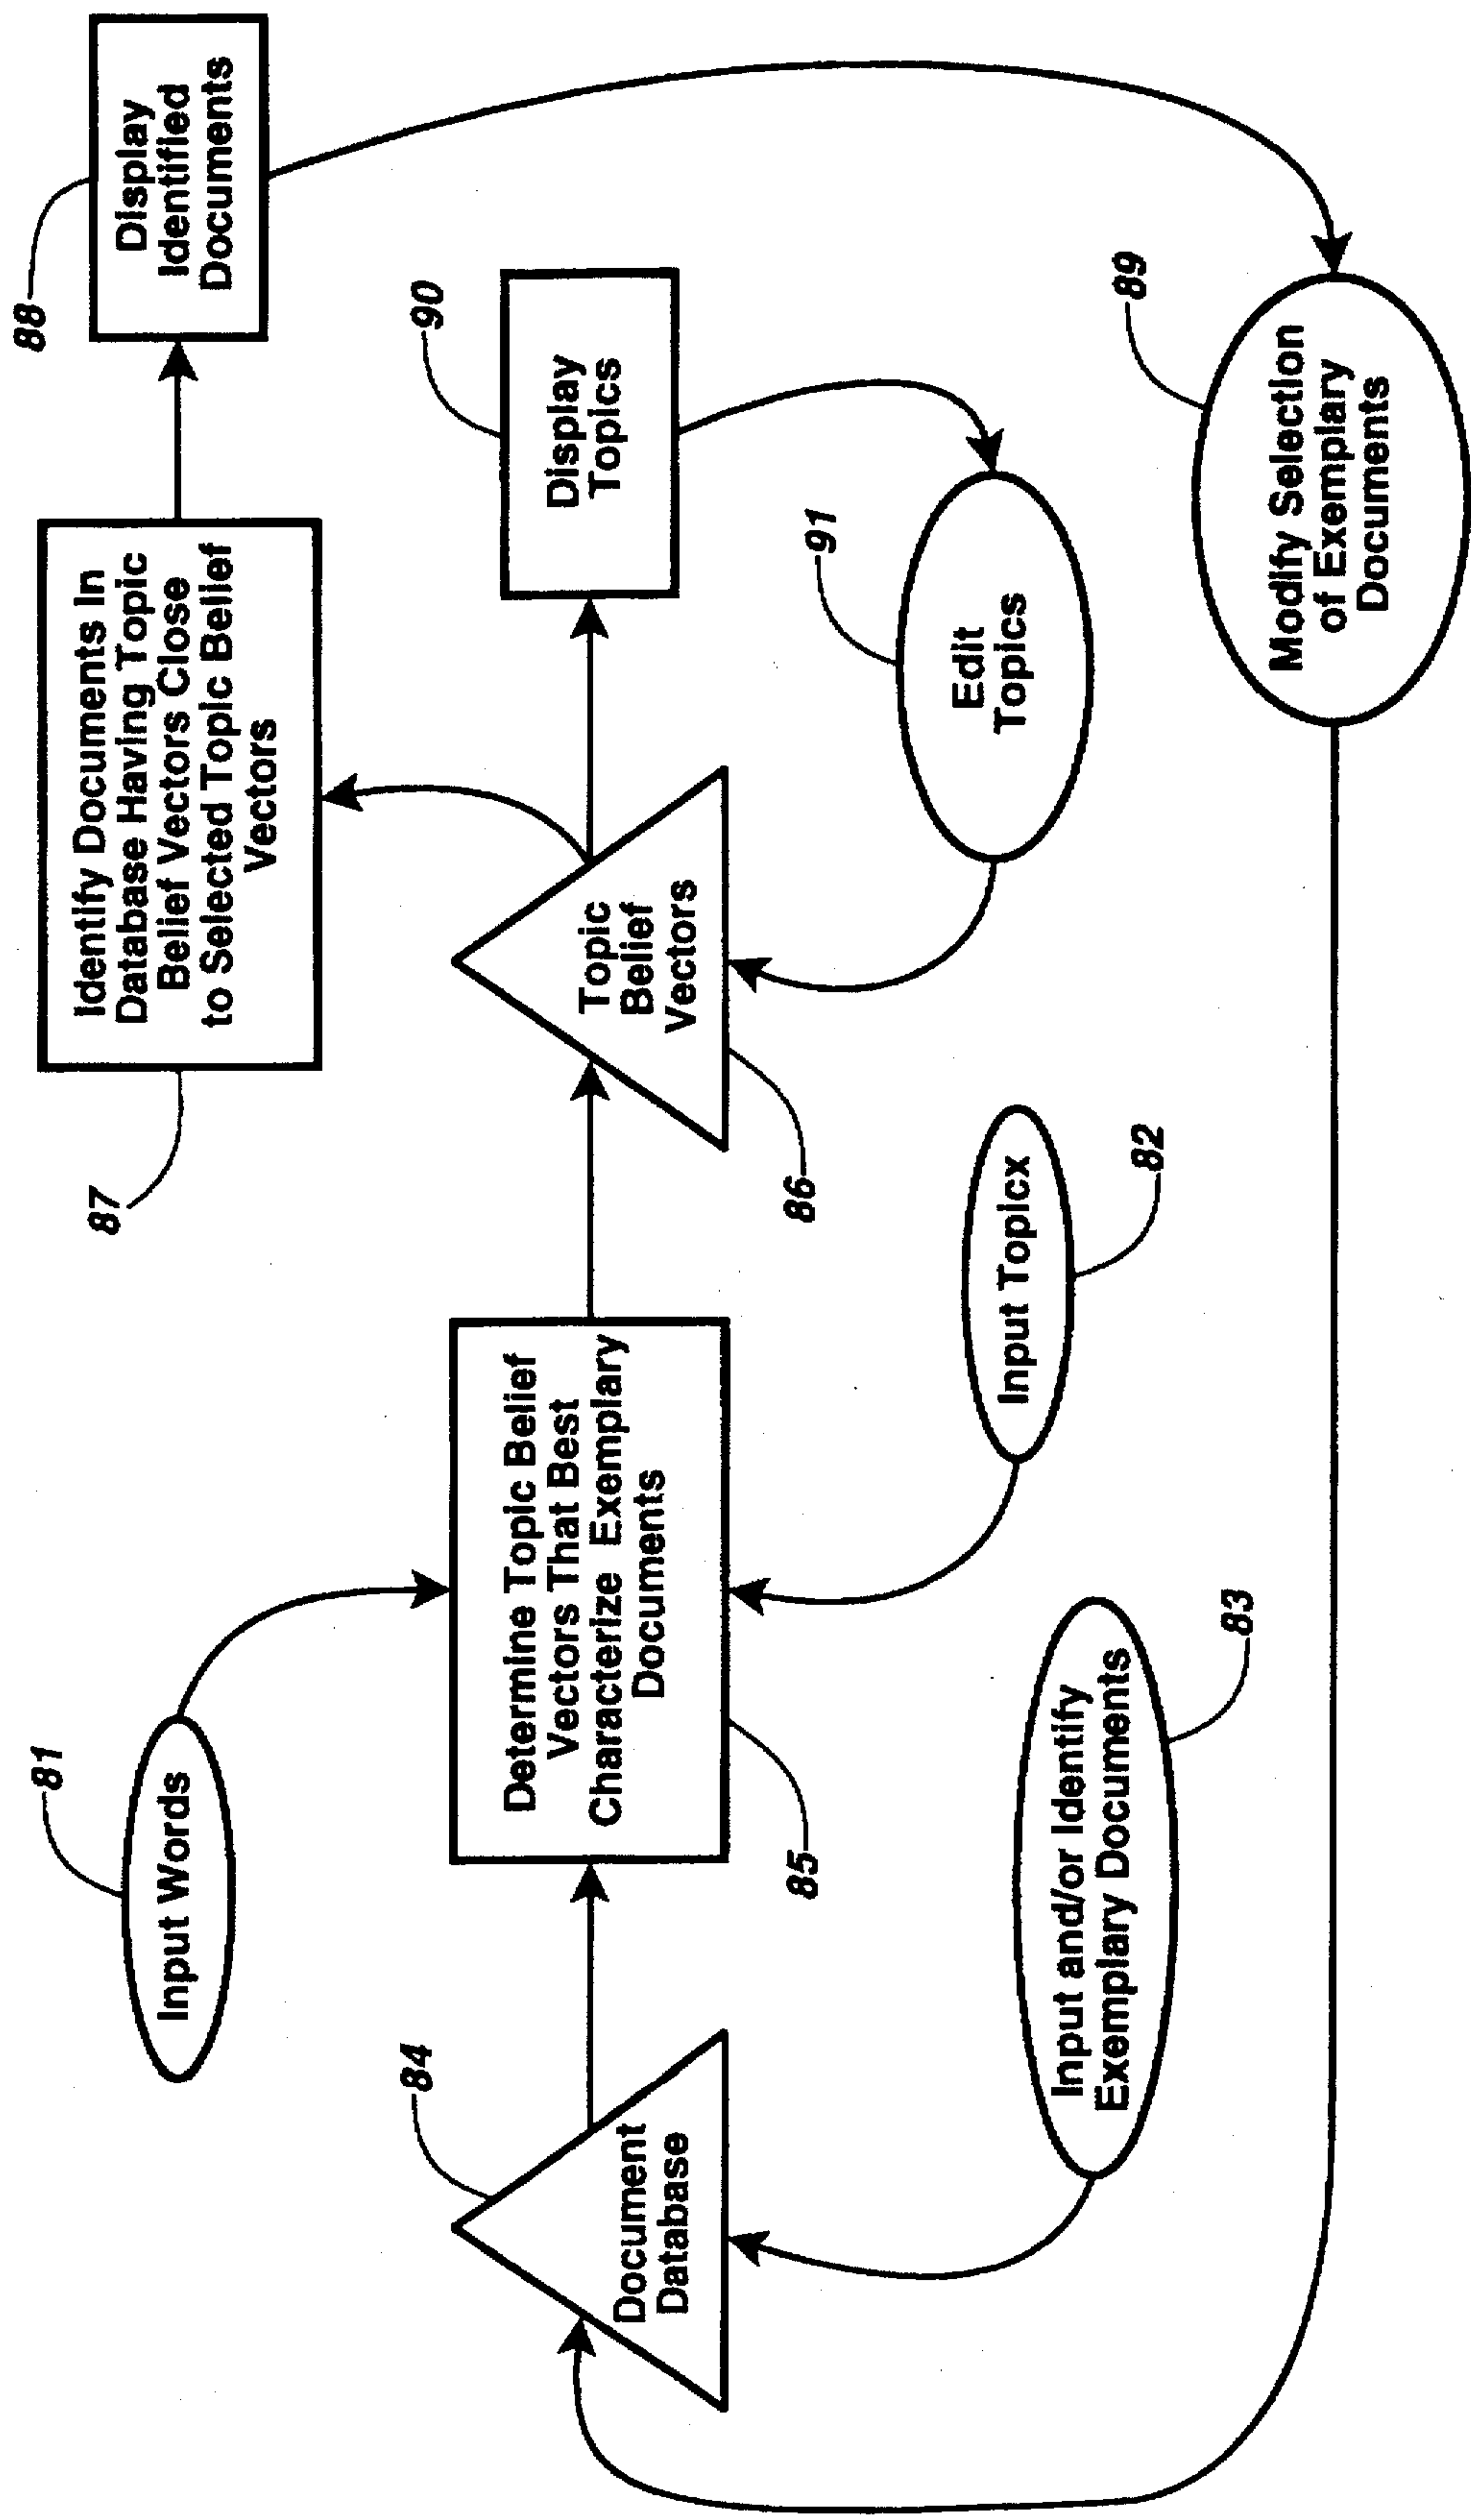 81
Input Words
84
Document
Database
Input and/or Identify
Exemplary Documents
83
Determine Topic Belief
Vectors That Best
Characterize Exemplary
Documents
85
Input Topicx
82
87
Identify Documents In
Database Having Topic
Belief Vectors Close
to Selected Topic Belief
Vectors
Topic
Belief
Vectors
86
88
Display
Identified
Documents
90
Display
Topics
91
Edit
Topics
89
Modify Selection
of Exemplary
Documents